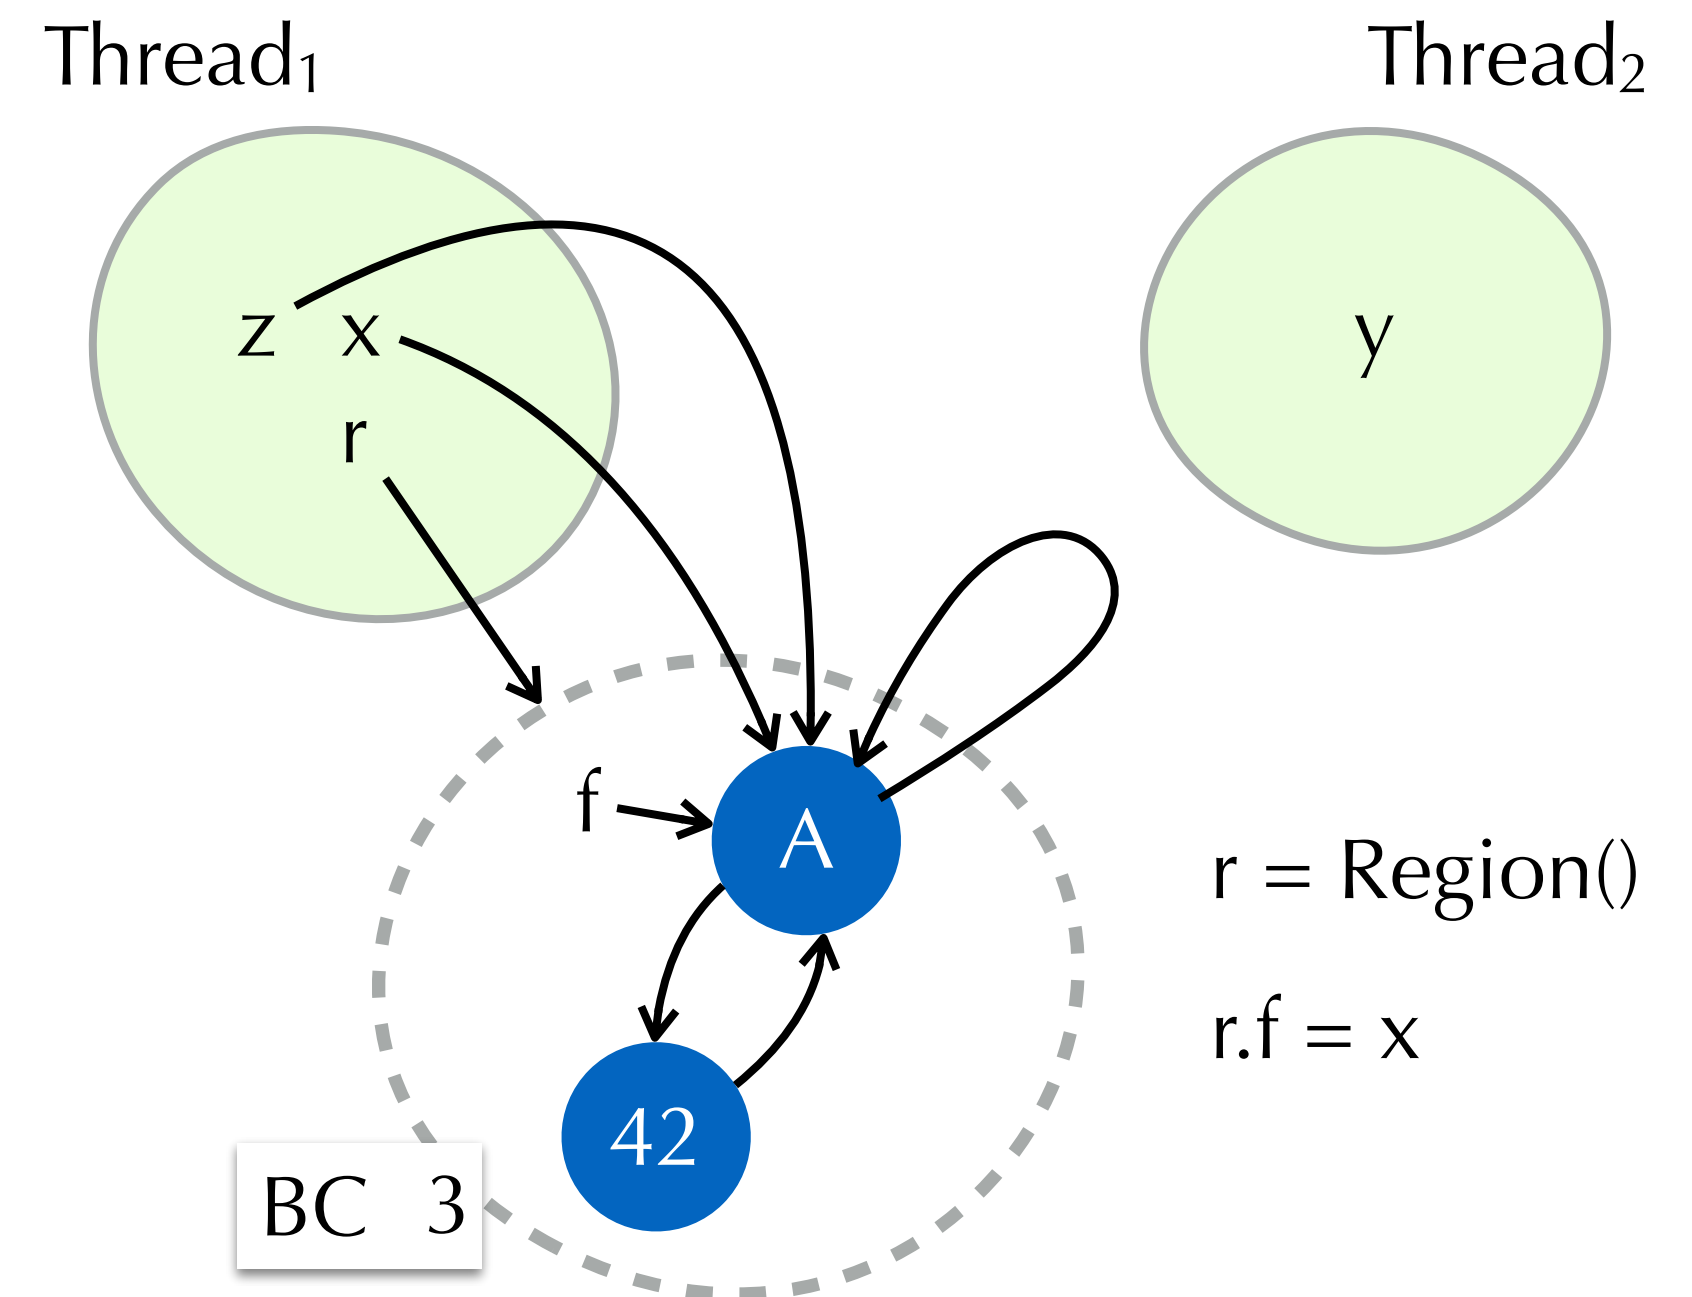 Thread₁
Thread₂
z x
y
r
f
A
r = Region()
r.f = x
42
BC 3